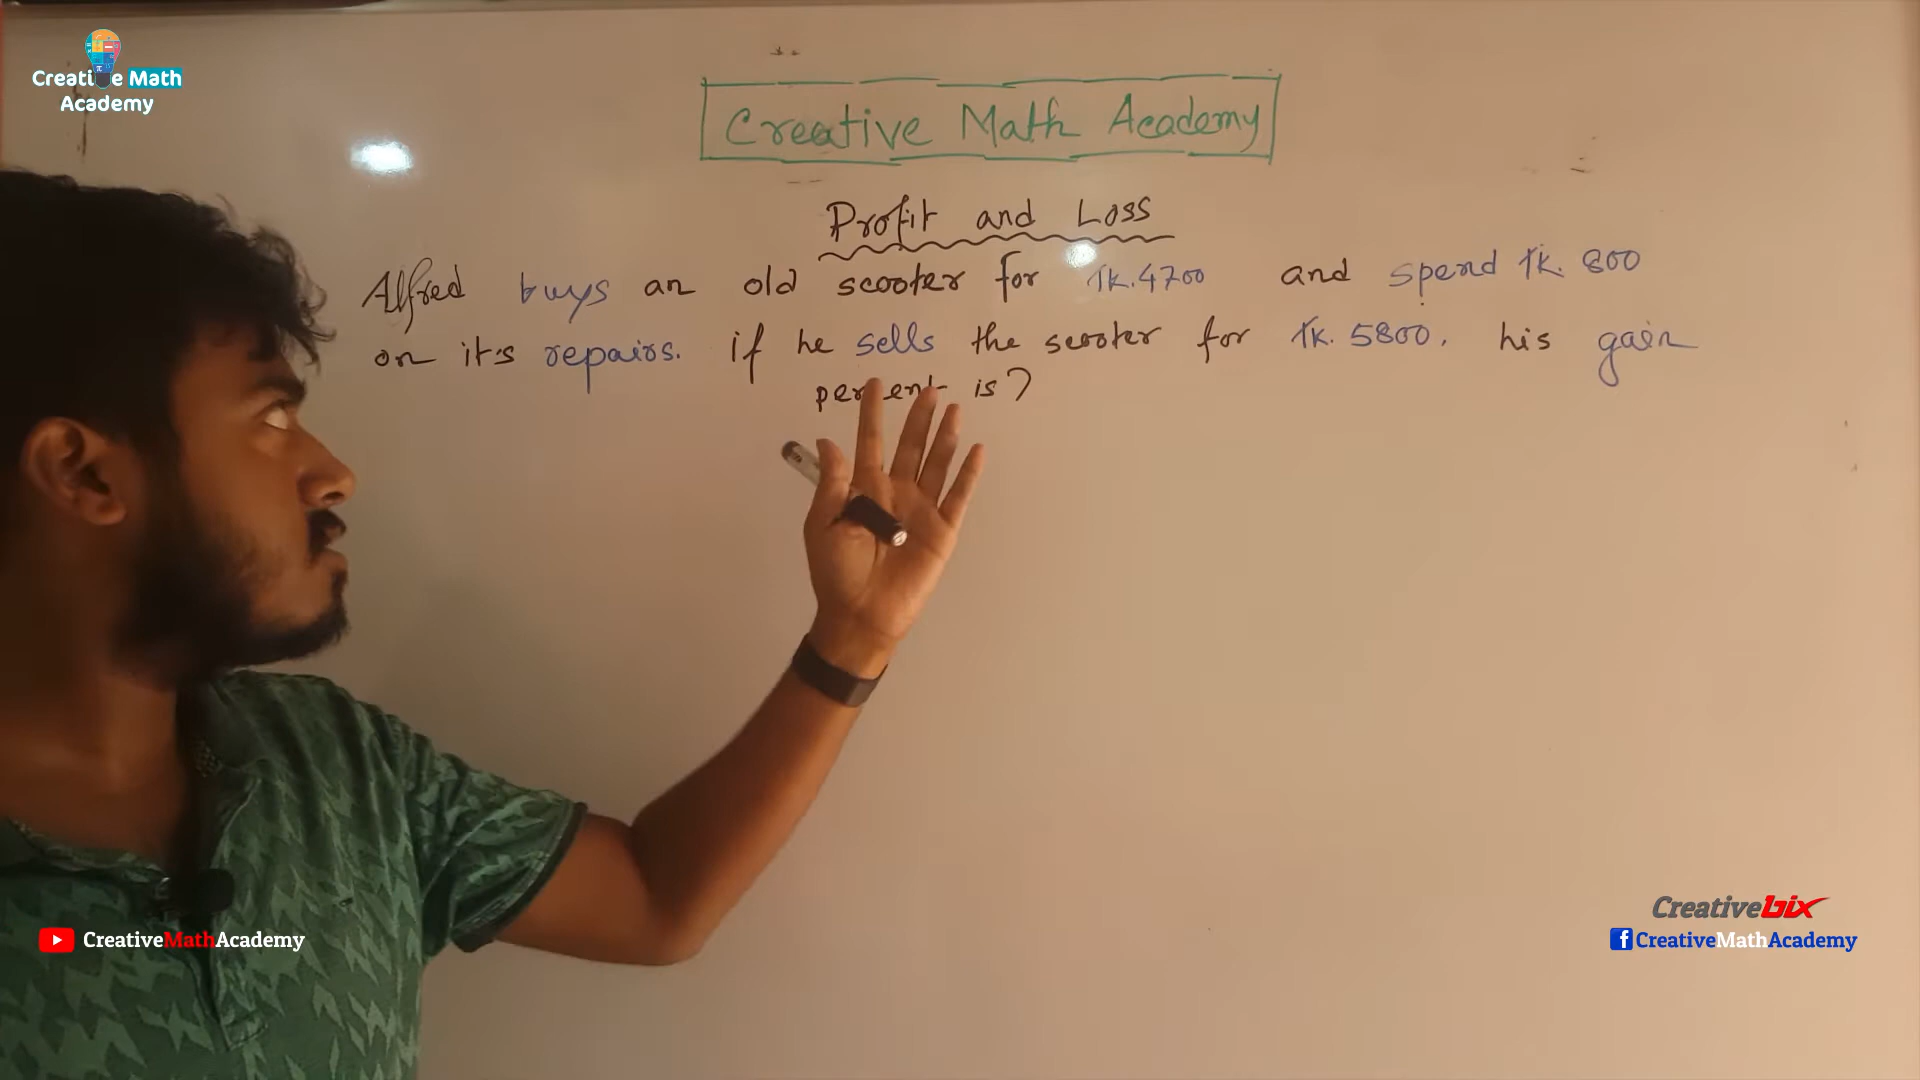 Creative Math
Academy
Creative Math Academy
Profit and Loss
Alfred buys an old scooter for Tk.4700 and spend Tk. 800
on it's repairs. if he sells the scooter for Tk. 5800. his gain
percent is?
CreativeMathAcademy
Creativebix
CreativeMathAcademy